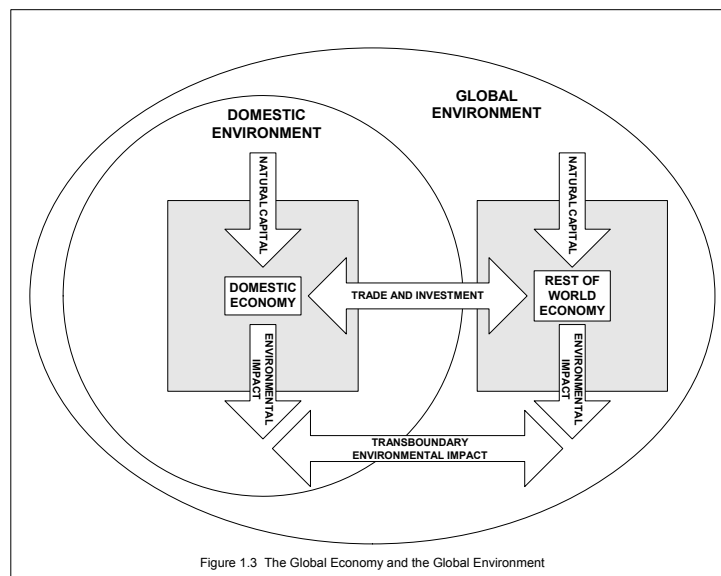 DOMESTIC
ENVIRONMENT
GLOBAL
ENVIRONMENT
NATURAL CAPITAL
NATURAL CAPITAL
DOMESTIC
ECONOMY
TRADE AND INVESTMENT
REST OF
WORLD
ECONOMY
ENVIRONMENTAL
IMPACT
ENVIRONMENTAL
IMPACT
TRANSBOUNDARY
ENVIRONMENTAL IMPACT
Figure 1.3 The Global Economy and the Global Environment